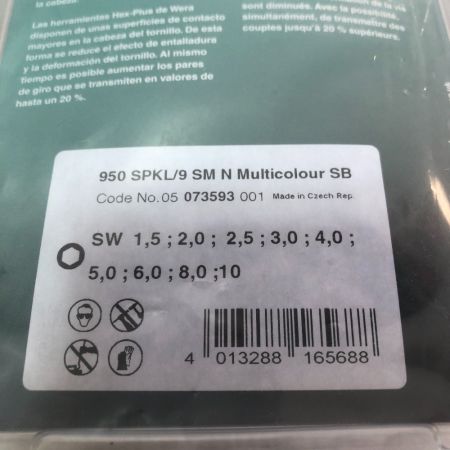 la cabeza.
Las herramientas Hex-Plus de Wera
disponen de unas superficies de contacto
mayores en la cabeza del tornillo. De esta
forma se reduce el efecto de entalladura
y la deformación del tornillo. Al mismo
tiempo es posible aumentar los pares
de giro que se transmiten en valores de
hasta un 20 %.
de la vis
sont diminués. Avec la possibilité,
simultanément, de transmettre des
couples jusqu'à 20 % supérieurs.
950 SPKL/9 SM N Multicolour SB
Code No. 05 073593 001 Made in Czech Rep.
SW 1,5 ; 2,0 ; 2,5 ; 3,0 ; 4,0 ;
5,0 ; 6,0 ; 8,0 ;10
4 013288 165688